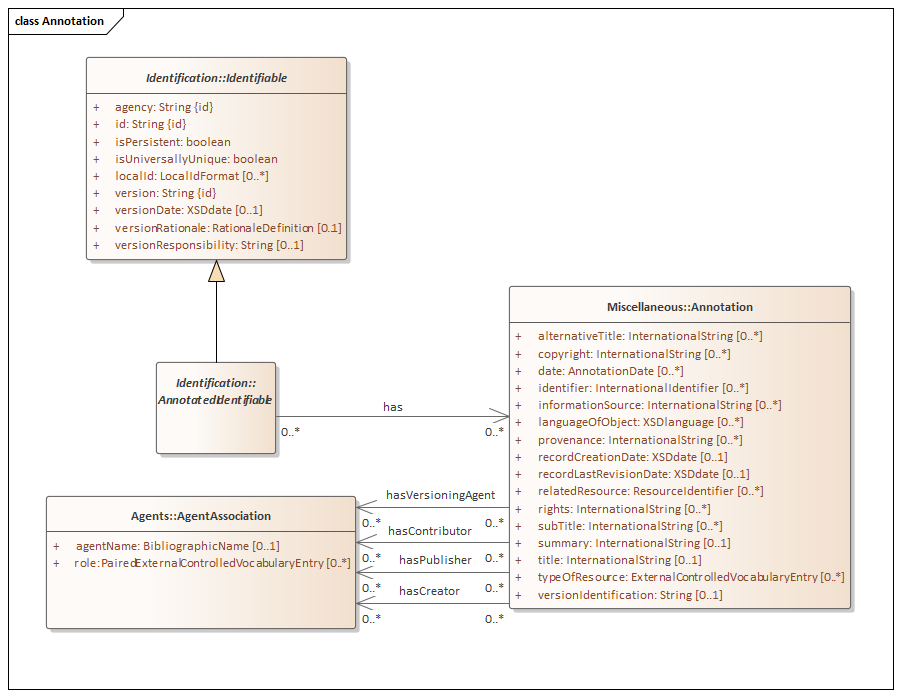 class Annotation
Identification::Identifiable
+ agency: String {id}
+ id: String {id}
+ isPersistent: boolean
+ isUniversallyUnique: boolean
+ localId: LocalIdFormat [0..*]
+ version: String {id}
+ versionDate: XSDdate [0..1]
+ versionRationale: RationaleDefinition [0.1]
+ versionResponsibility: String [0..1]
Identification::
AnnotatedIdentifiable
has
0..*
0..*
Miscellaneous::Annotation
+ alternativeTitle: InternationalString [0..*]
+ copyright: InternationalString [0..*]
+ date: AnnotationDate [0..*]
+ identifier: InternationalIdentifier [0..*]
+ informationSource: InternationalString [0..*]
+ languageOfObject: XSDlanguage [0..*]
+ provenance: InternationalString [0..*]
+ recordCreationDate: XSDdate [0..1]
+ recordLastRevisionDate: XSDdate [0..1]
+ relatedResource: ResourceIdentifier [0..*]
+ rights: InternationalString [0..*]
+ subTitle: InternationalString [0..*]
+ summary: InternationalString [0..1]
+ title: InternationalString [0..1]
+ typeOfResource: ExternalControlledVocabularyEntry [0..*]
+ versionIdentification: String [0..1]
Agents::AgentAssociation
+ agentName: BibliographicName [0..1]
+ role:PairedExternalControlledVocabularyEntry [0..*]
hasVersioningAgent
0..* 0..*
hasContributor
0..* 0..*
hasPublisher
0..* 0..*
hasCreator
0..* 0..*